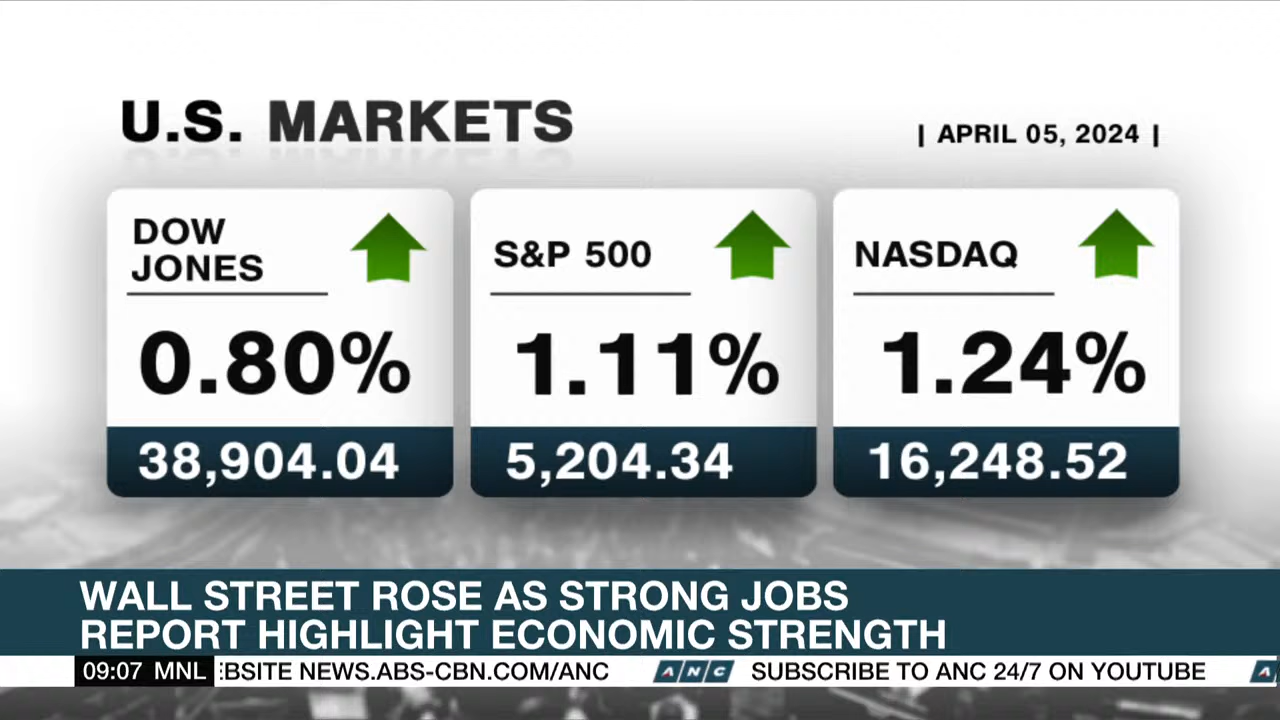 U.S. MARKETS
| APRIL 05, 2024 |
DOW
JONES
0.80%
38,904.04
S&P 500
1.11%
5,204.34
NASDAQ
1.24%
16,248.52
WALL STREET ROSE AS STRONG JOBS
REPORT HIGHLIGHT ECONOMIC STRENGTH
09:07 MNL
NEWS.ABS-CBN.COM/ANC ANC SUBSCRIBE TO ANC 24/7 ON YOUTUBE